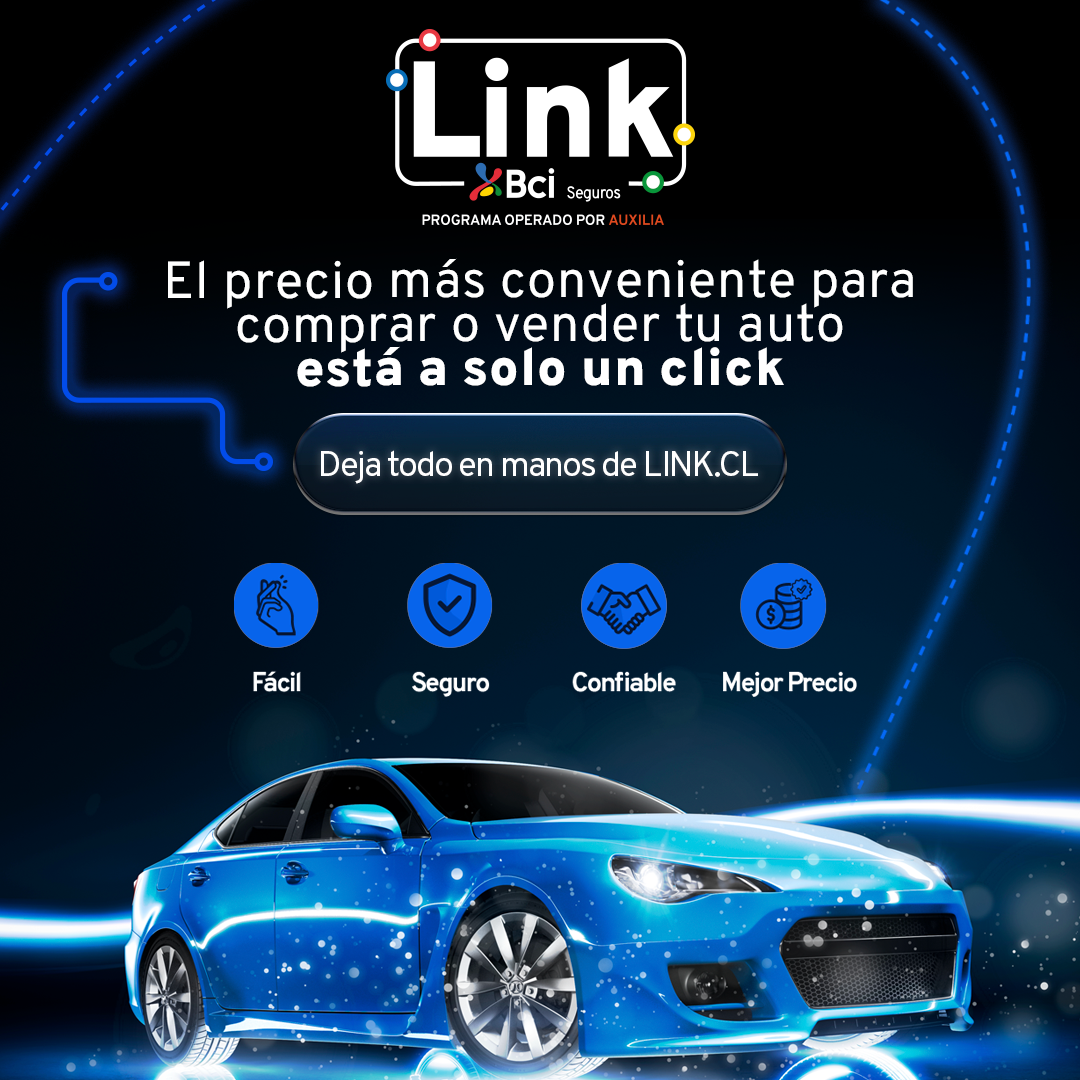 Link
Bci Seguros
PROGRAMA OPERADO POR AUXILIA
El precio más conveniente para
comprar o vender tu auto
está a solo un click
Deja todo en manos de LINK.CL
Fácil
Seguro
Confiable
Mejor Precio